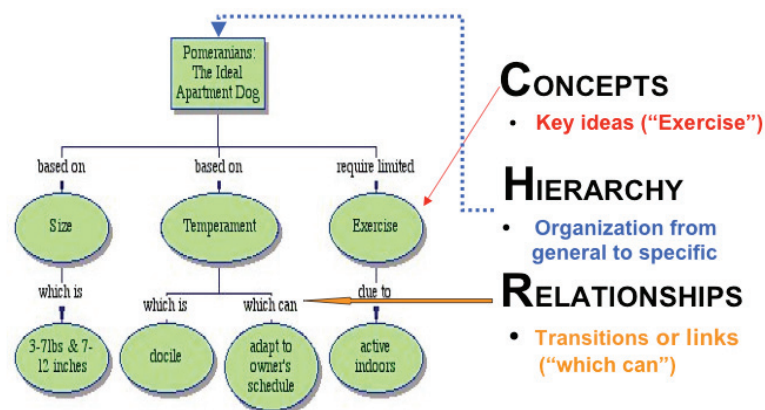 Pomeranians:
The Ideal
Apartment Dog
based on
based on
require limited
Size
Temperament
Exercise
which is
which is
which can
due to
3-7lbs & 7-
12 inches
docile
adapt to
owner's
schedule
active
indoors
CONCEPTS
• Key ideas (“Exercise”)
HIERARCHY
• Organization from
general to specific
RELATIONSHIPS
• Transitions or links
(“which can”)